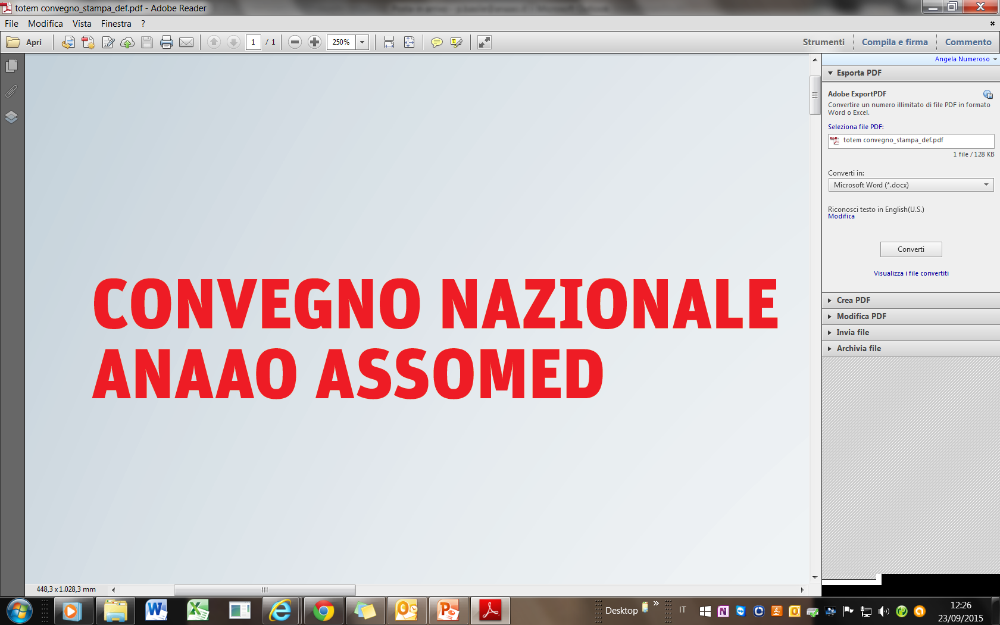 totem convegno_stampa_def.pdf - Adobe Reader
File Modifica Vista Finestra ?
Apri 1 / 1 250% Strumenti Compila e firma Commento
Angela Numeroso
Esporta PDF
Adobe ExportPDF
Convertire un numero illimitato di file PDF in formato
Word o Excel.
Seleziona file PDF:
totem convegno_stampa_def.pdf
1 file / 128 KB
Converti in:
Microsoft Word (*.docx)
Riconosci testo in English(U.S.)
Modifica
Converti
Visualizza i file convertiti
Crea PDF
Modifica PDF
Invia file
Archivia file
CONVEGNO NAZIONALE
ANAAO ASSOMED
448,3 x 1.028,3 mm
Desktop » IT 12:26
23/09/2015